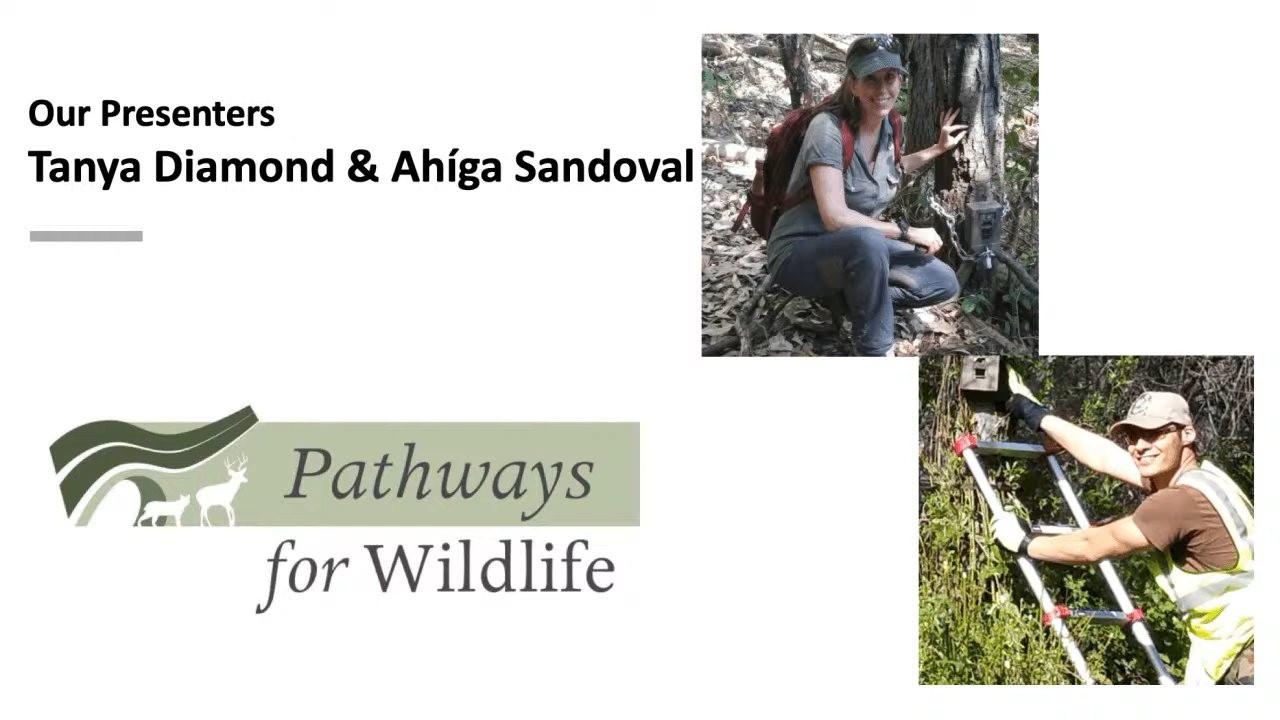 Our Presenters
Tanya Diamond & Ahíga Sandoval
Pathways
for Wildlife